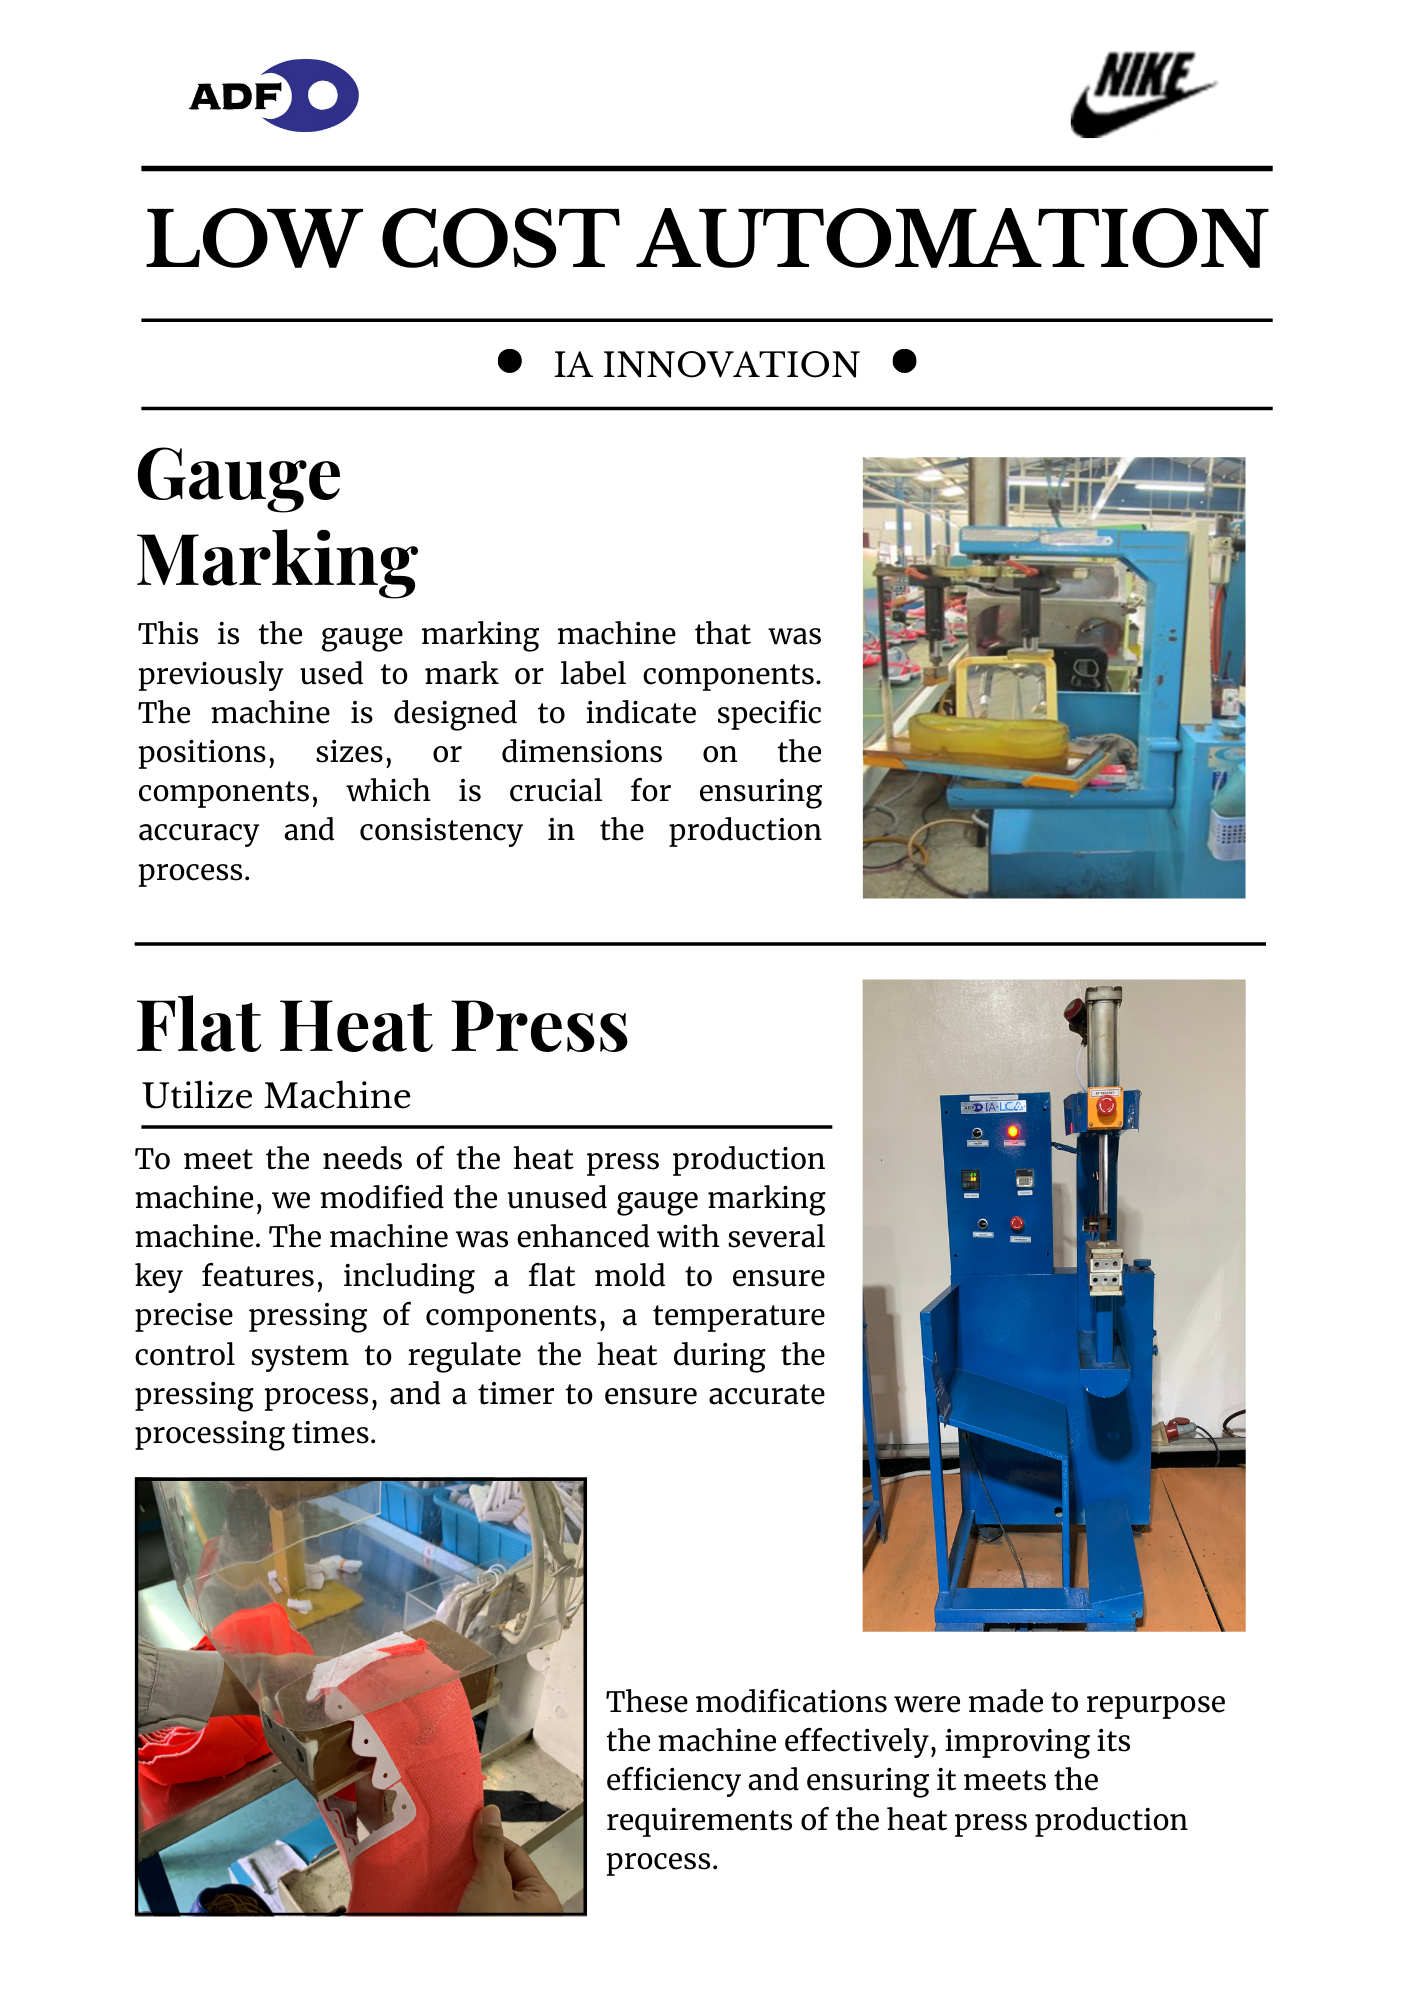 ADF
NIKE
LOW COST AUTOMATION
IA INNOVATION
Gauge
Marking
This is the gauge marking machine that was
previously used to mark or label components.
The machine is designed to indicate specific
positions, sizes, or dimensions on the
components, which is crucial for ensuring
accuracy and consistency in the production
process.
Flat Heat Press
Utilize Machine
To meet the needs of the heat press production
machine, we modified the unused gauge marking
machine. The machine was enhanced with several
key features, including a flat mold to ensure
precise pressing of components, a temperature
control system to regulate the heat during the
pressing process, and a timer to ensure accurate
processing times.
ADF IA-LCA
These modifications were made to repurpose
the machine effectively, improving its
efficiency and ensuring it meets the
requirements of the heat press production
process.